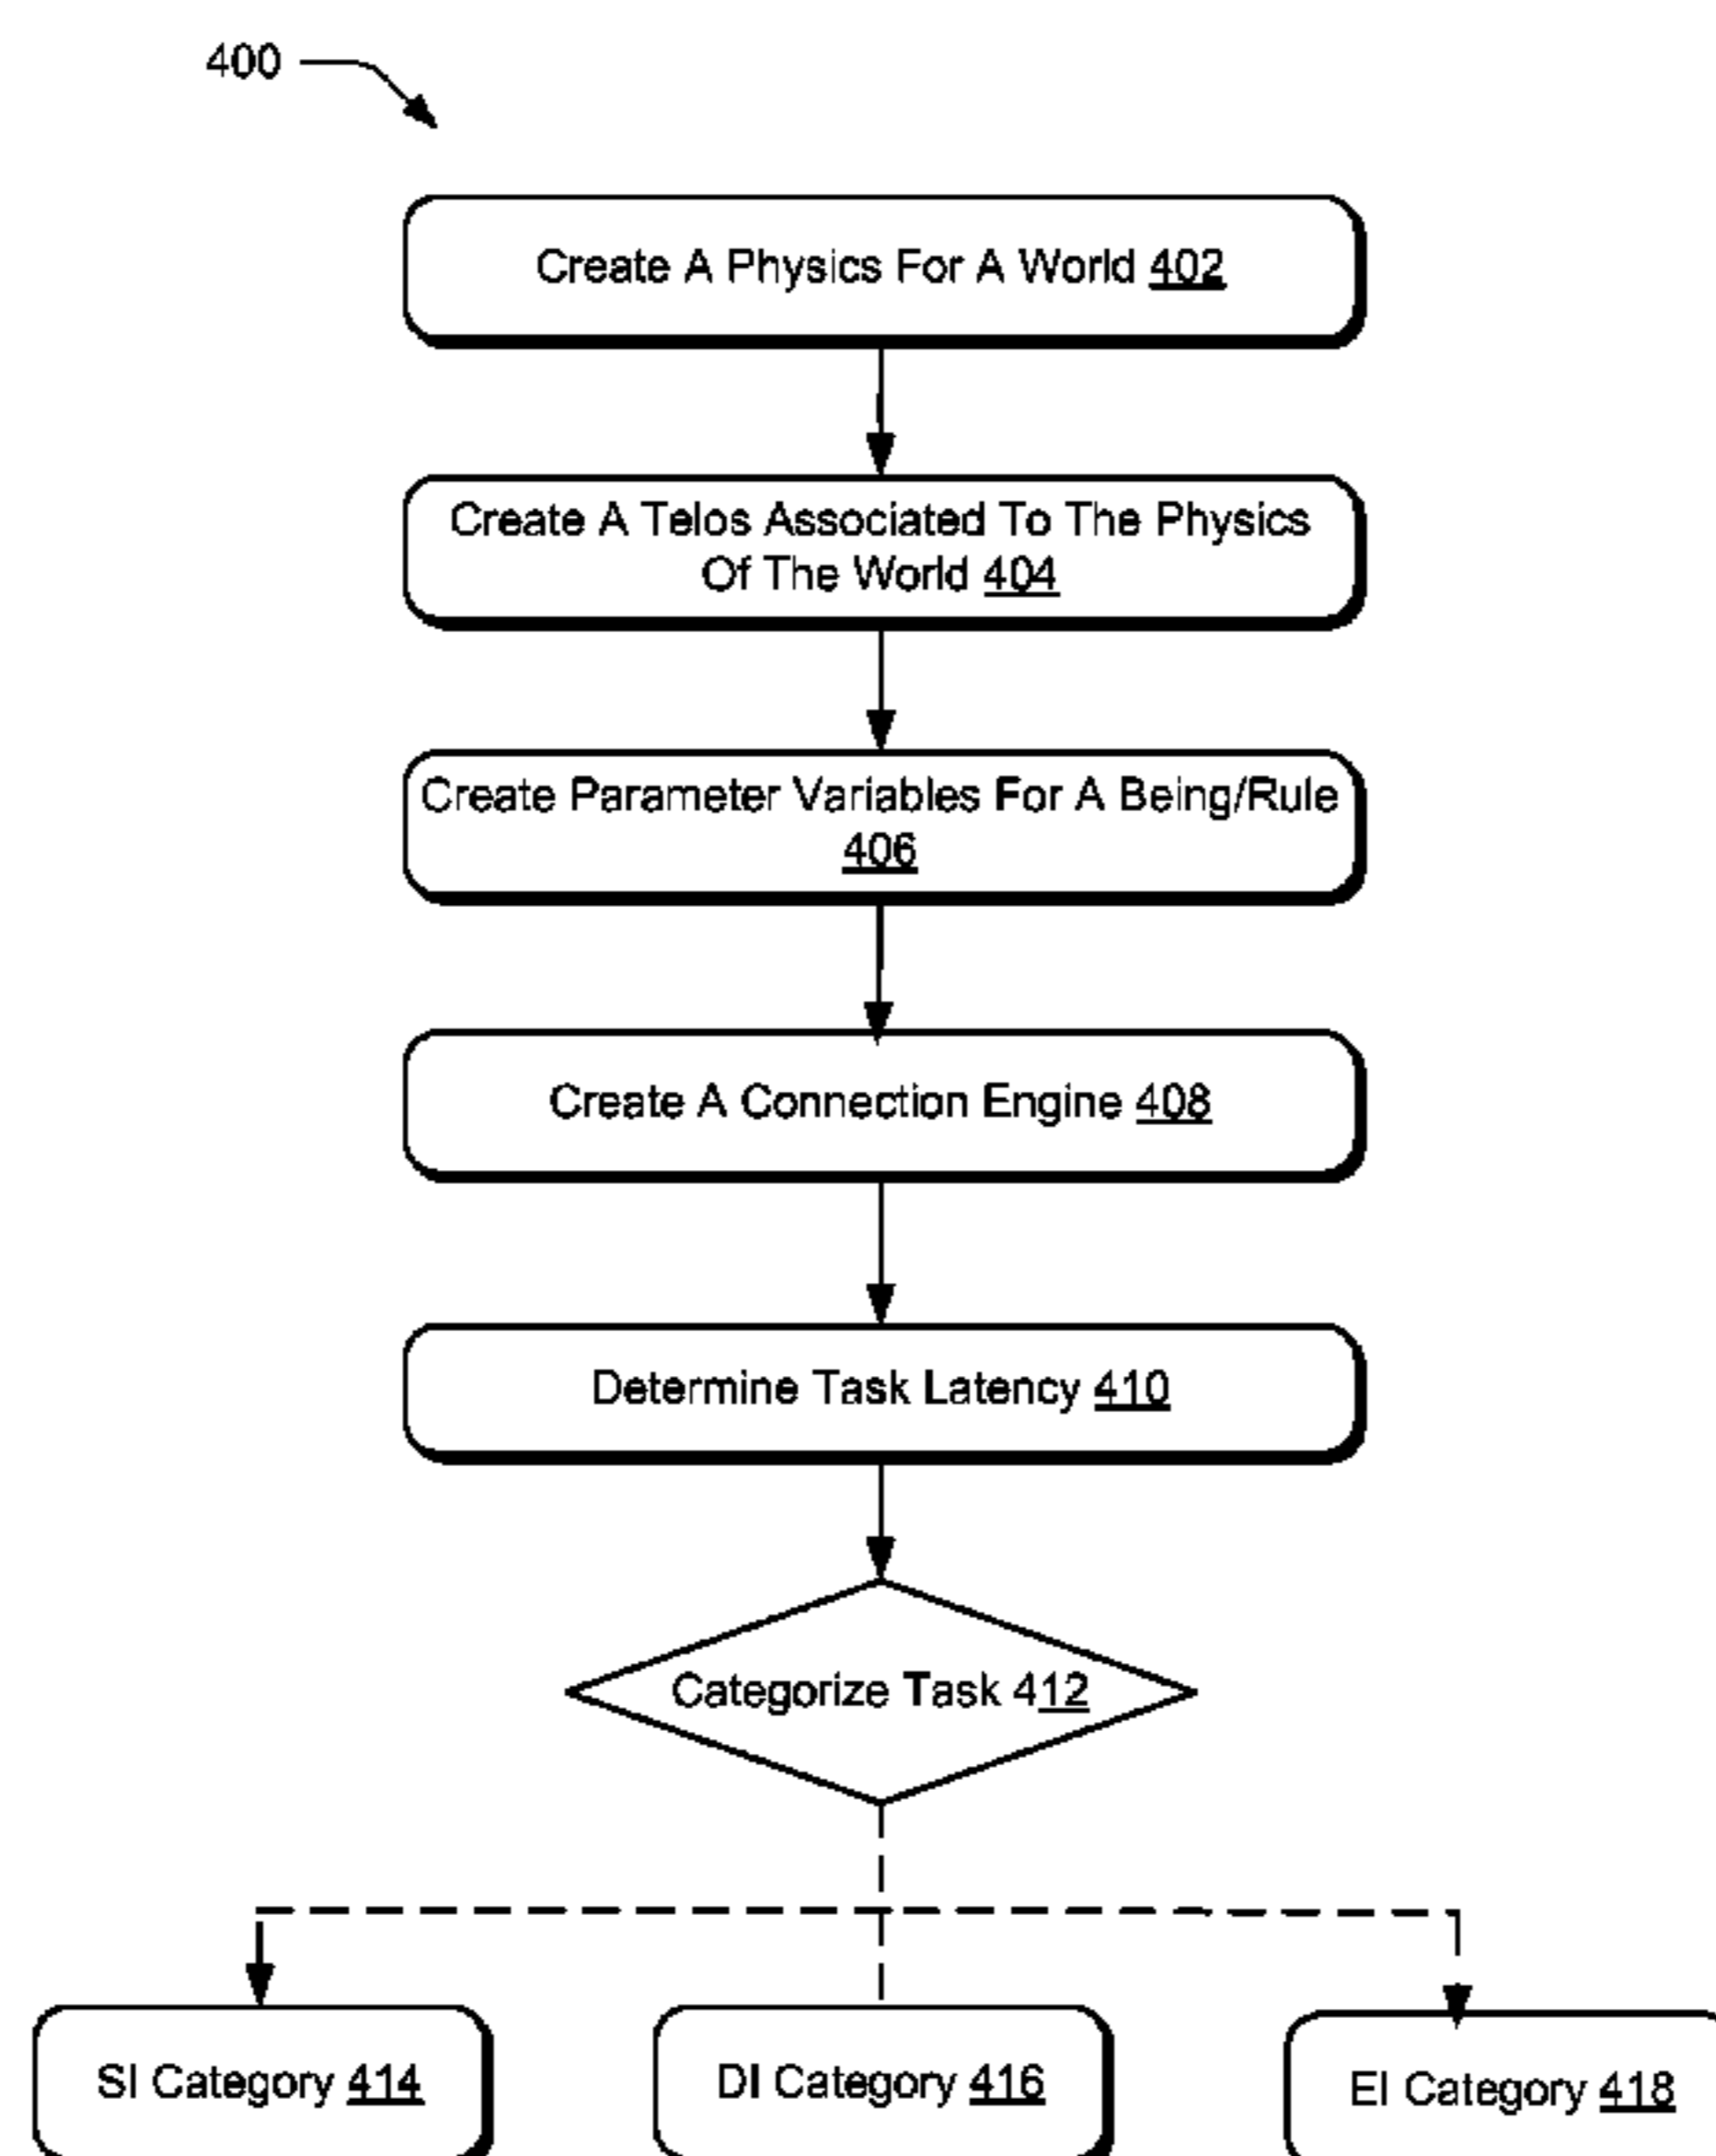 400
Create A Physics For A World 402
Create A Telos Associated To The Physics
Of The World 404
Create Parameter Variables For A Being/Rule
406
Create A Connection Engine 408
Determine Task Latency 410
Categorize Task 412
SI Category 414
DI Category 416
EI Category 418